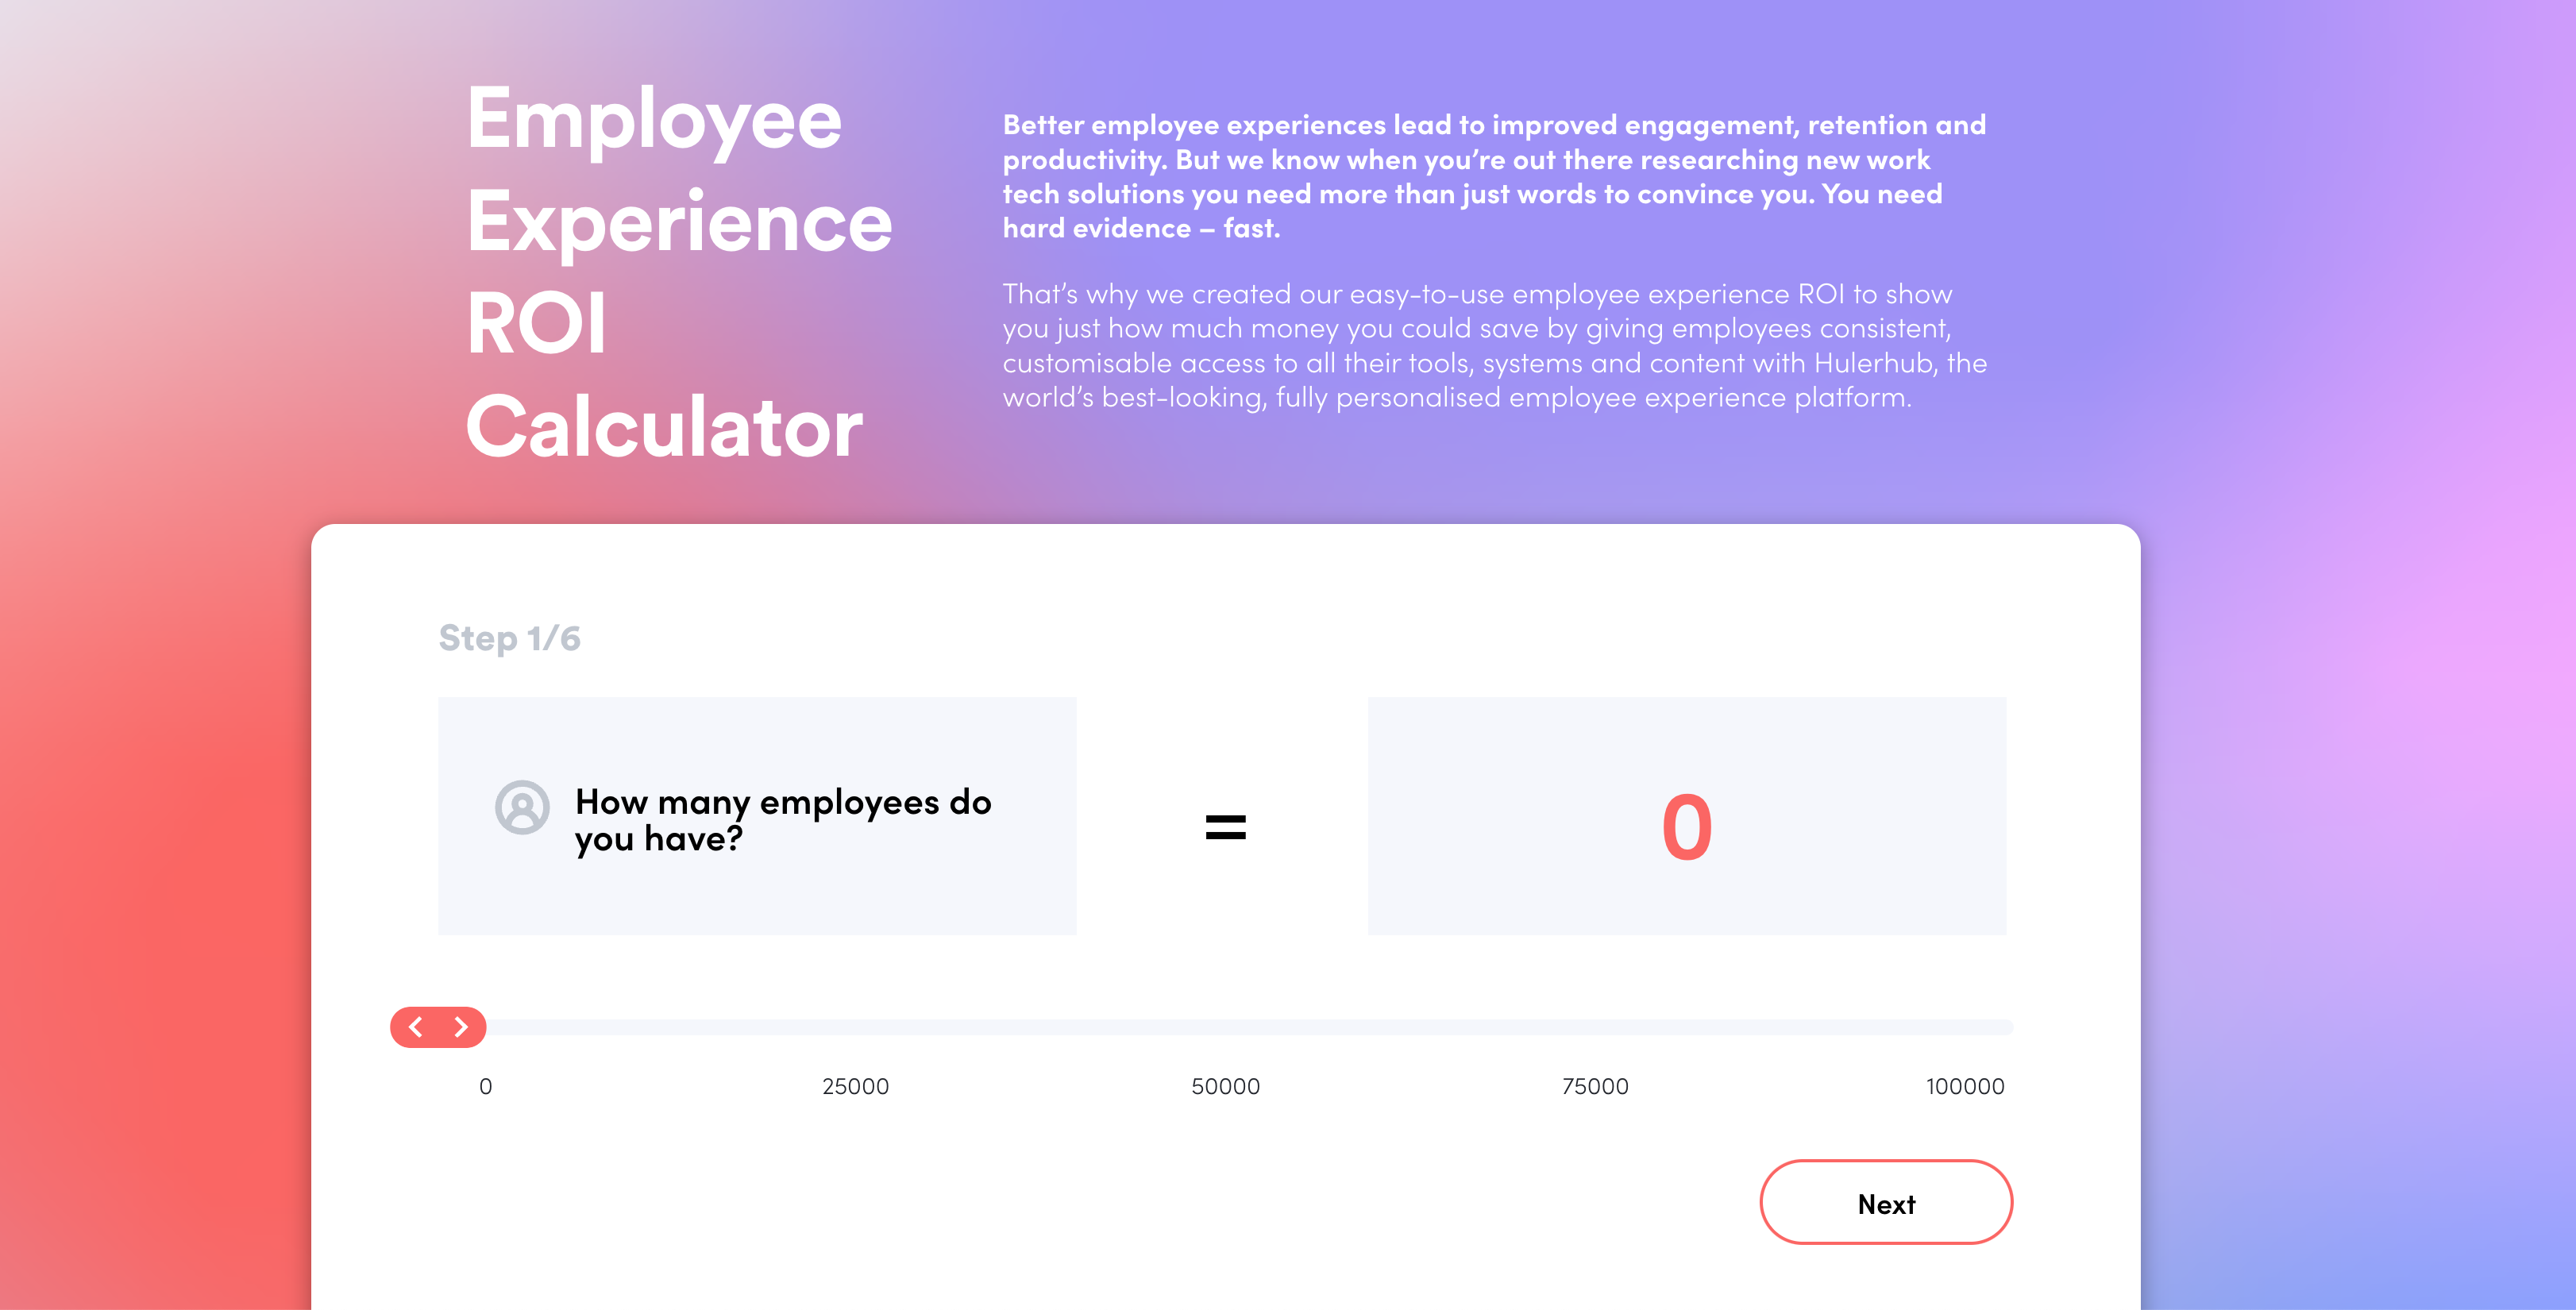 Employee
Experience
ROI
Calculator
Better employee experiences lead to improved engagement, retention and
productivity. But we know when you’re out there researching new work
tech solutions you need more than just words to convince you. You need
hard evidence – fast.
That’s why we created our easy-to-use employee experience ROI to show
you just how much money you could save by giving employees consistent,
customisable access to all their tools, systems and content with Hulerhub, the
world’s best-looking, fully personalised employee experience platform.
Step 1/6
How many employees do
you have?
=
0
0 25000 50000 75000 100000
Next